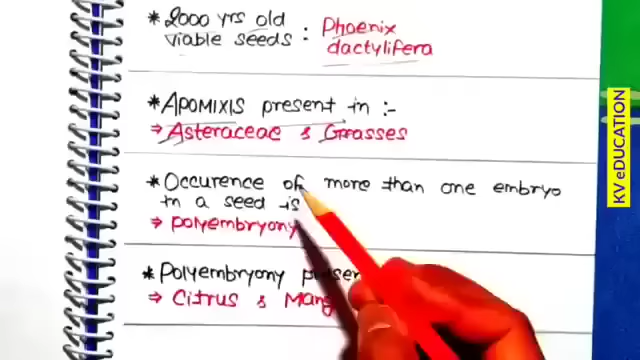 *2000 yrs old
viable seeds : Phoenix
dactylifera
*APOMIXIS present in :-
⇒ Asteraceae & Grasses
*Occurence of more than one embryo
in a seed is
⇒ polyembryony
*Polyembryony
⇒ Citrus &
KV eDUCATION